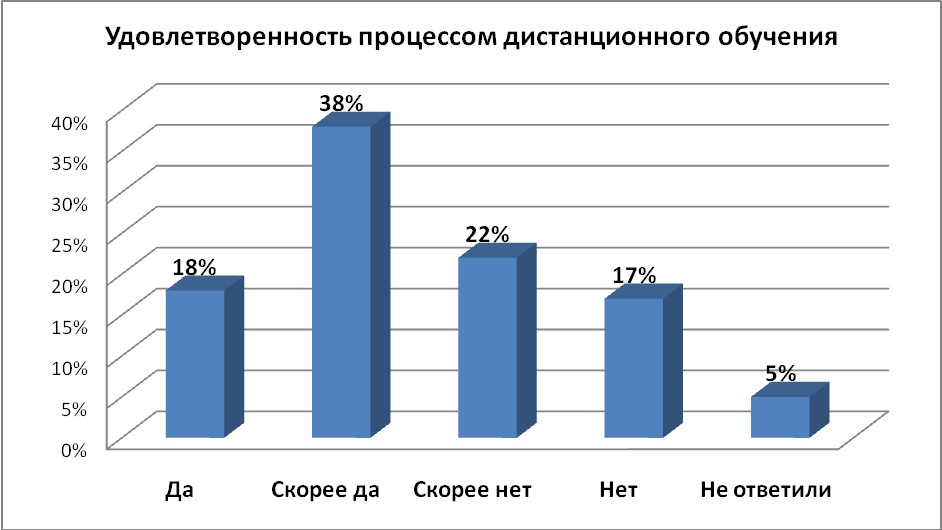 Удовлетворенность процессом дистанционного обучения
40%
35%
30%
25%
20%
15%
10%
5%
0%
18%
38%
22%
17%
5%
Да
Скорее да
Скорее нет
Нет
Не ответили